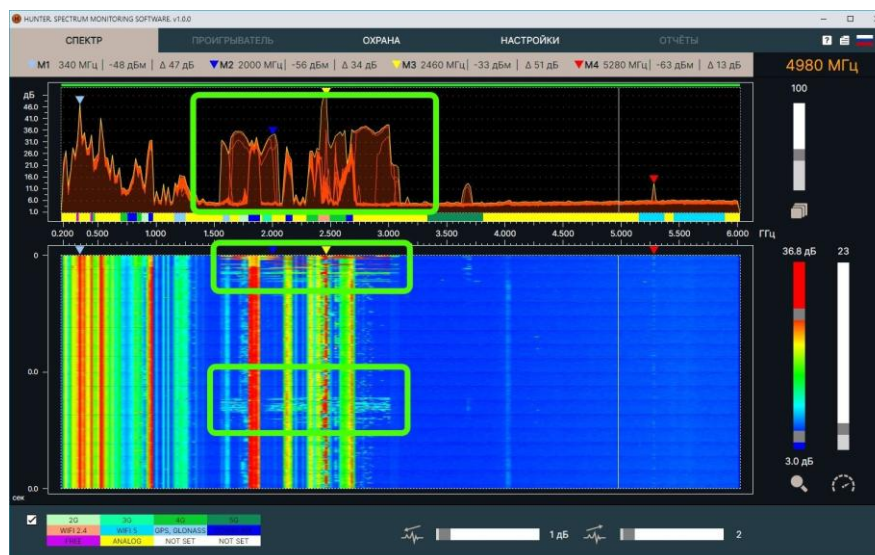 HUNTER. SPECTRUM MONITORING SOFTWARE. v1.0.0
СПЕКТР ПРОИГРЫВАТЕЛЬ ОХРАНА НАСТРОЙКИ ОТЧЁТЫ
M1 340 МГц | -48 дБм | Δ 47 дБ M2 2000 МГц | -56 дБм | Δ 34 дБ M3 2460 МГц | -33 дБм | Δ 51 дБ M4 5280 МГц | -63 дБм | Δ 13 дБ 4980 МГц
дБ 100
46.0
41.0
36.0
31.0
26.0
21.0
16.0
11.0
6.0
1.0
0.200 0.500 1.000 1.500 2.000 2.500 3.000 3.500 4.000 4.500 5.000 5.500 6.000 ГГц
0 36.8 дБ 23
0.0
3.0 дБ
0.0
сек
2G 3G 4G 5G
WIFI 2.4 WIFI 5 GPS, GLONASS
FREE ANALOG NOT SET NOT SET
1 дБ 2